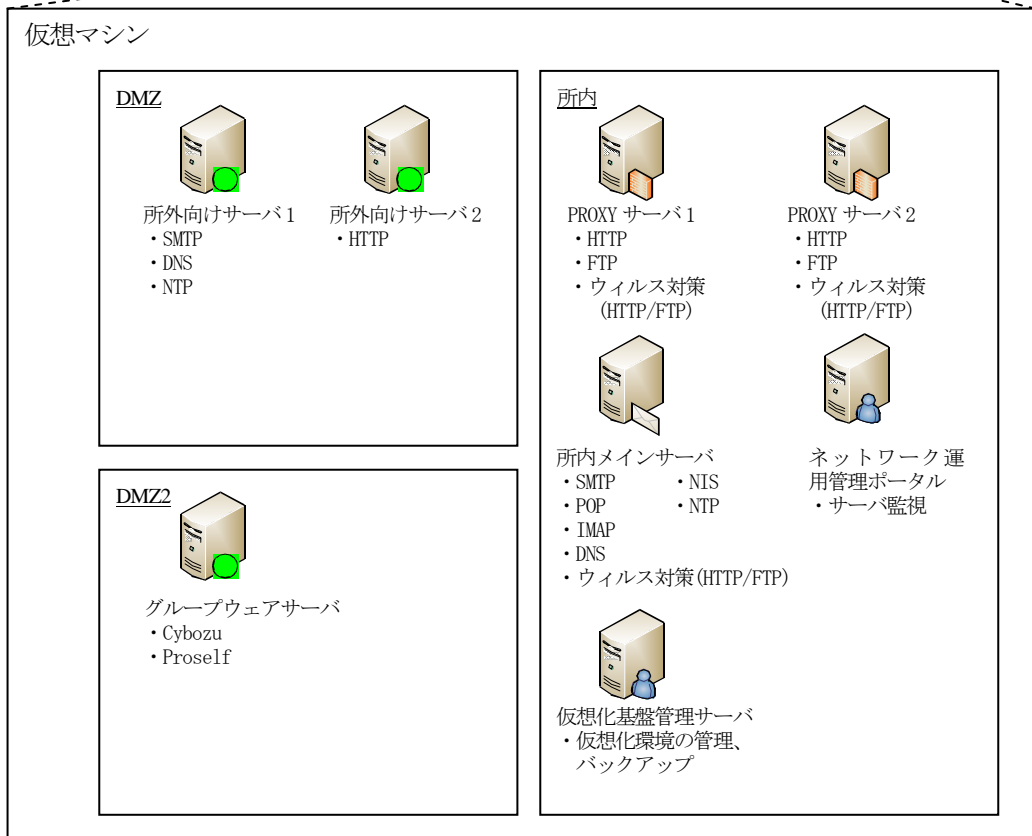 仮想マシン
DMZ
所外向けサーバ1
・SMTP
・DNS
・NTP
所外向けサーバ2
・HTTP
DMZ2
グループウェアサーバ
・Cybozu
・Proself
所内
PROXY サーバ1
・HTTP
・FTP
・ウィルス対策
(HTTP/FTP)
PROXY サーバ2
・HTTP
・FTP
・ウィルス対策
(HTTP/FTP)
所内メインサーバ
・SMTP ・NIS
・POP ・NTP
・IMAP
・DNS
・ウィルス対策(HTTP/FTP)
ネットワーク運
用管理ポータル
・サーバ監視
仮想化基盤管理サーバ
・仮想化環境の管理、
バックアップ